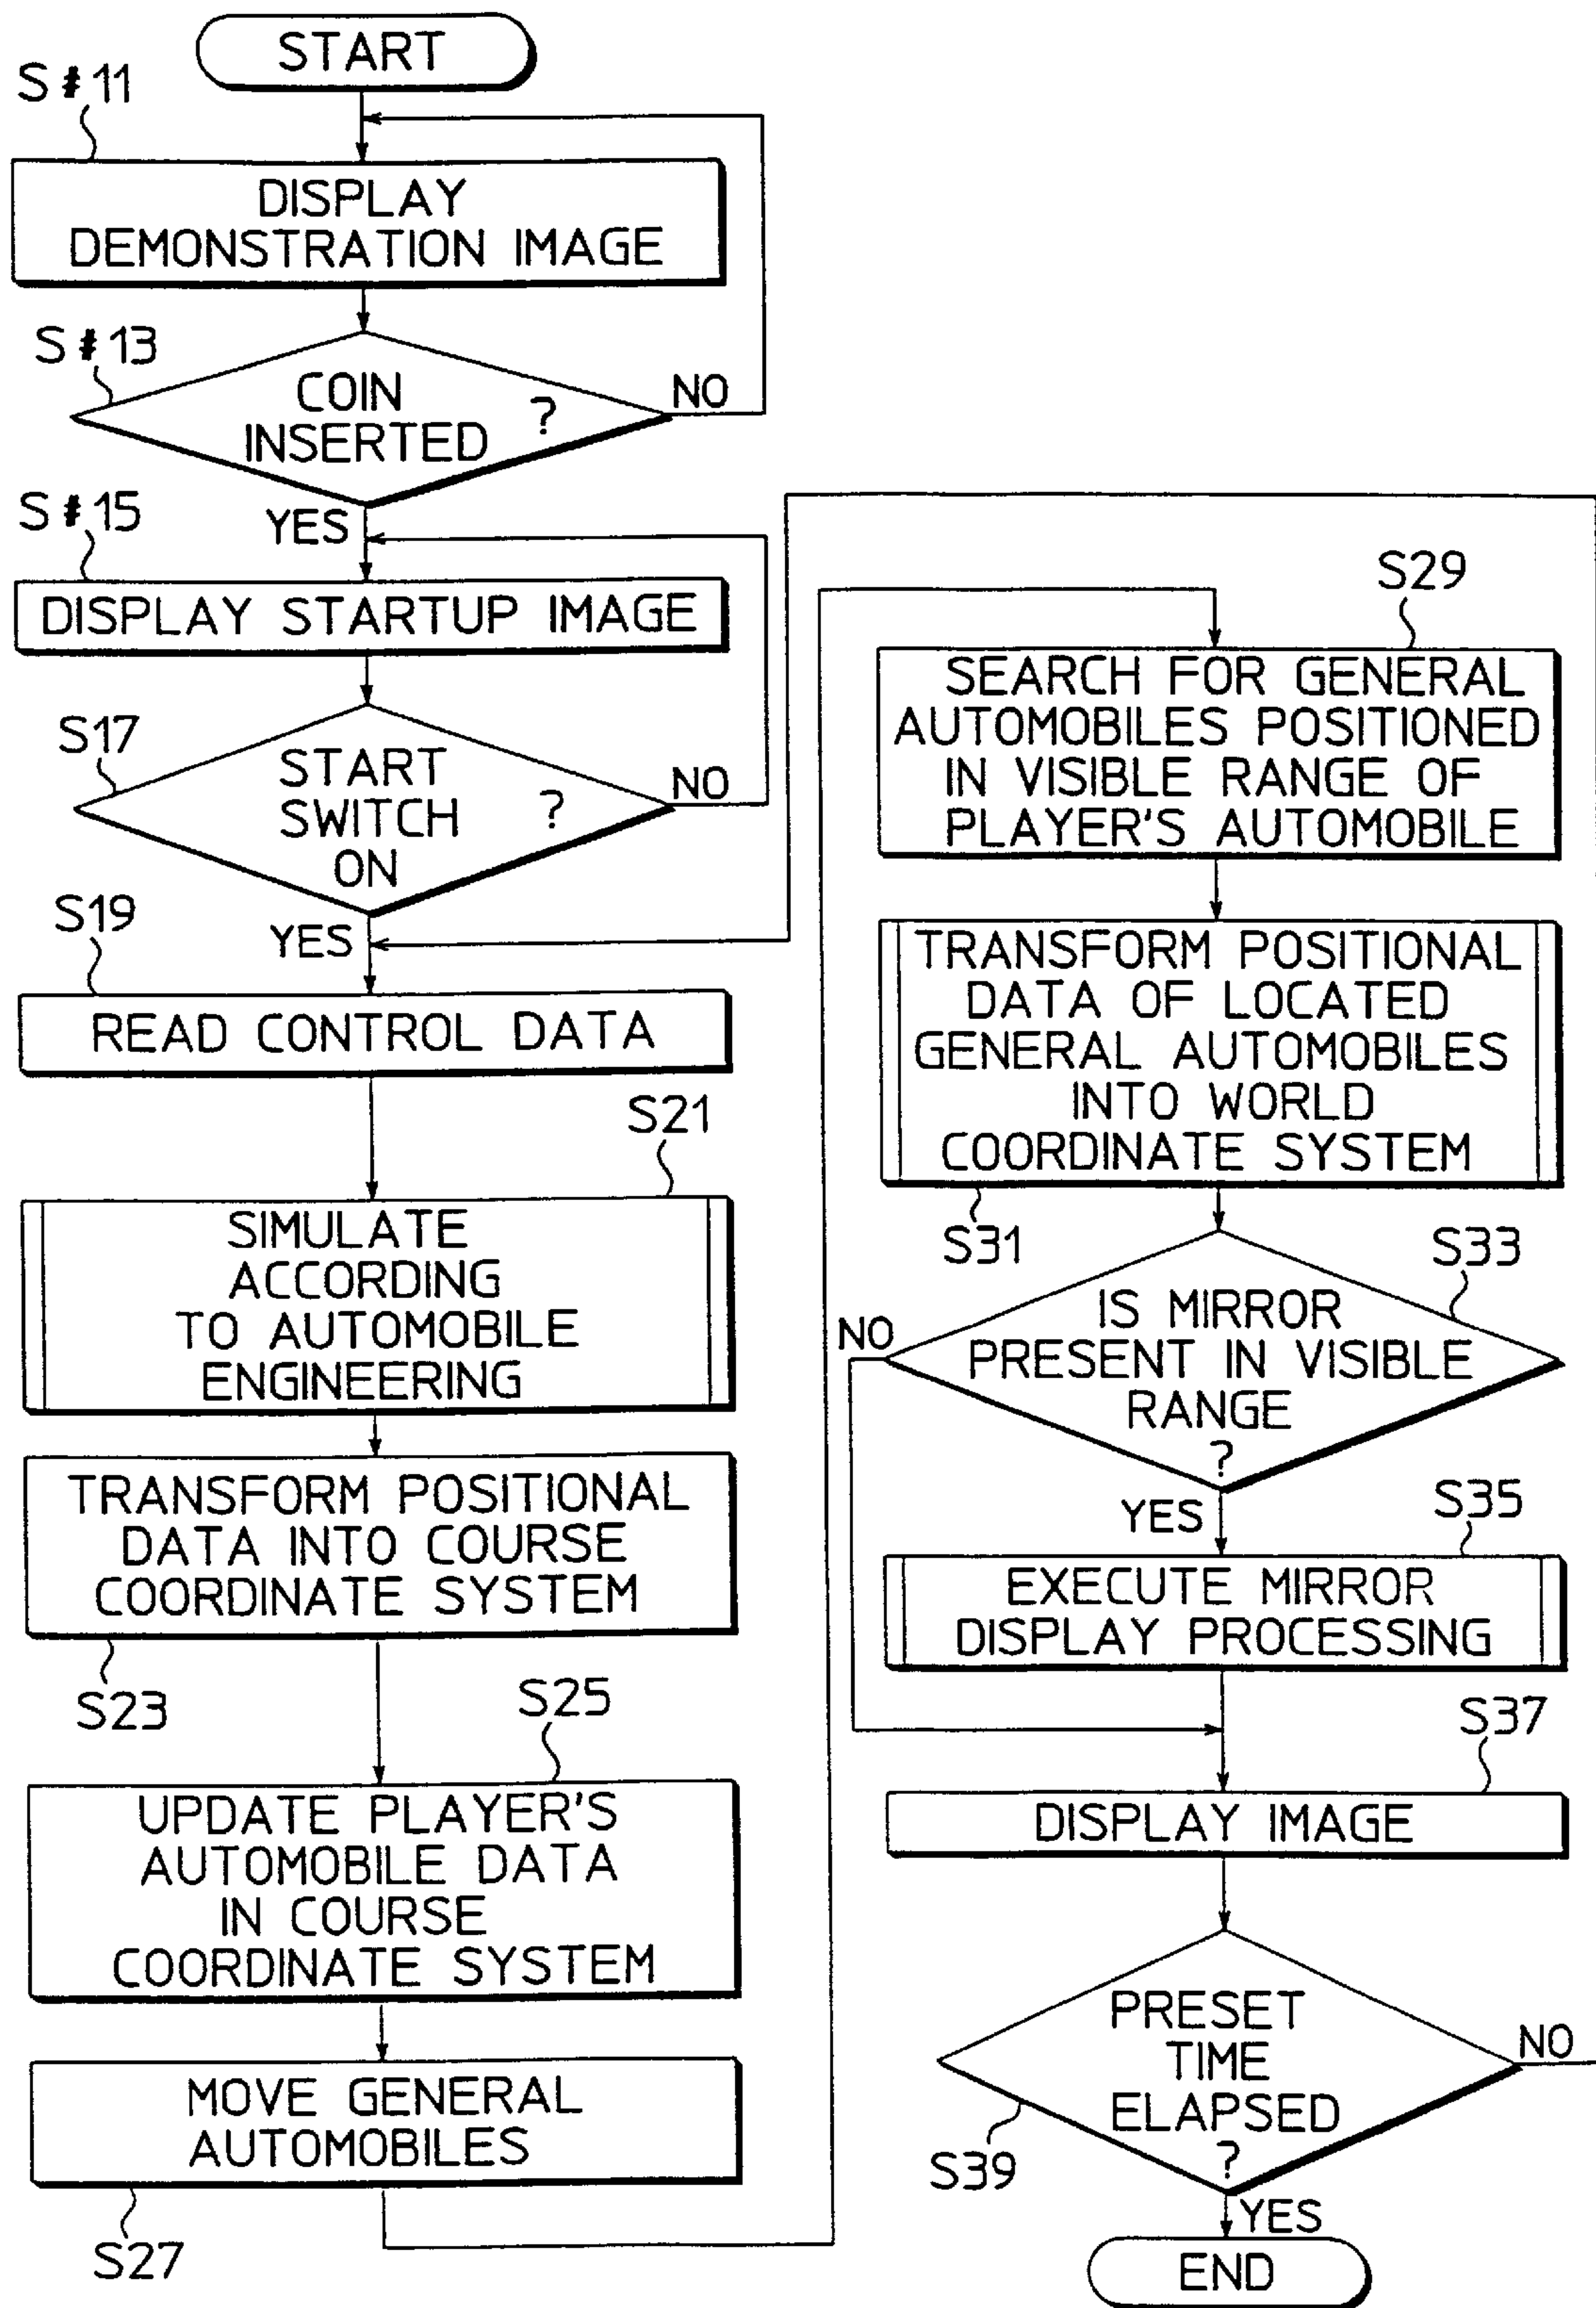 START
S#11
DISPLAY
DEMONSTRATION IMAGE
S#13
COIN
INSERTED ?
NO
YES
S#15
DISPLAY STARTUP IMAGE
S17
START
SWITCH ?
ON
NO
YES
S19
READ CONTROL DATA
S21
SIMULATE
ACCORDING
TO AUTOMOBILE
ENGINEERING
TRANSFORM POSITIONAL
DATA INTO COURSE
COORDINATE SYSTEM
S23
S25
UPDATE PLAYER'S
AUTOMOBILE DATA
IN COURSE
COORDINATE SYSTEM
MOVE GENERAL
AUTOMOBILES
S27
S29
SEARCH FOR GENERAL
AUTOMOBILES POSITIONED
IN VISIBLE RANGE OF
PLAYER'S AUTOMOBILE
TRANSFORM POSITIONAL
DATA OF LOCATED
GENERAL AUTOMOBILES
INTO WORLD
COORDINATE SYSTEM
S31
S33
IS MIRROR
PRESENT IN VISIBLE
RANGE
?
NO
YES
S35
EXECUTE MIRROR
DISPLAY PROCESSING
S37
DISPLAY IMAGE
PRESET
TIME
ELAPSED
?
NO
S39
YES
END